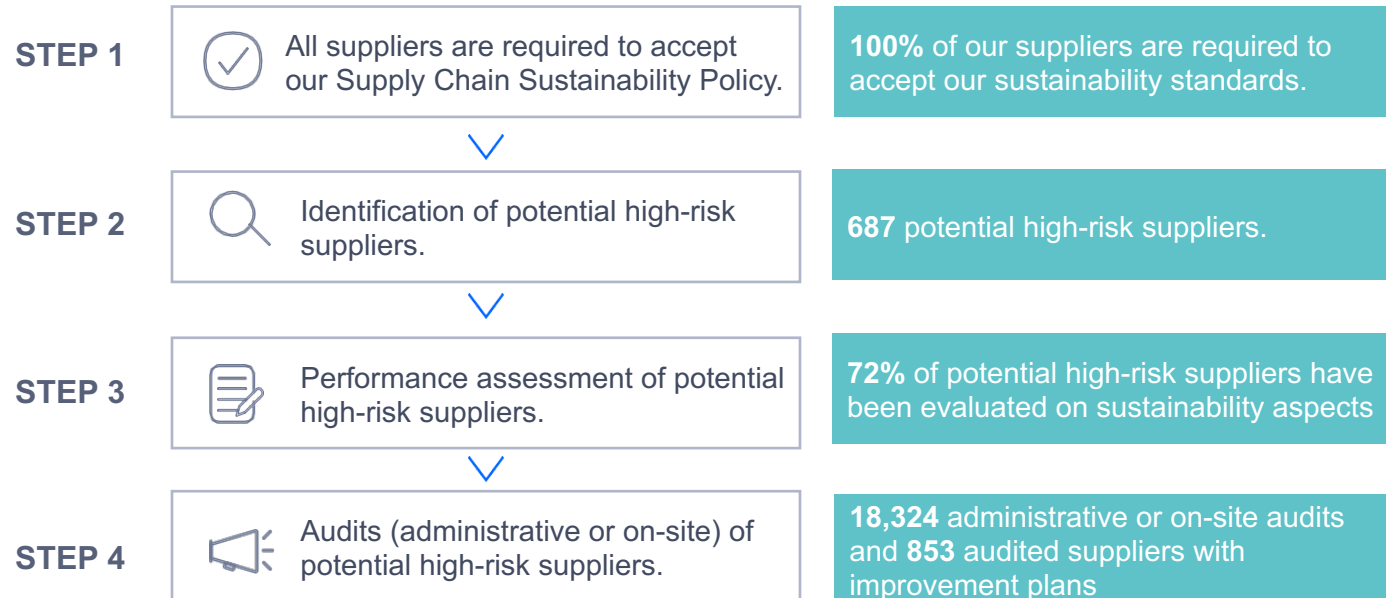 STEP 1
All suppliers are required to accept
our Supply Chain Sustainability Policy.
100% of our suppliers are required to
accept our sustainability standards.
STEP 2
Identification of potential high-risk
suppliers.
687 potential high-risk suppliers.
STEP 3
Performance assessment of potential
high-risk suppliers.
72% of potential high-risk suppliers have
been evaluated on sustainability aspects
STEP 4
Audits (administrative or on-site) of
potential high-risk suppliers.
18,324 administrative or on-site audits
and 853 audited suppliers with
improvement plans